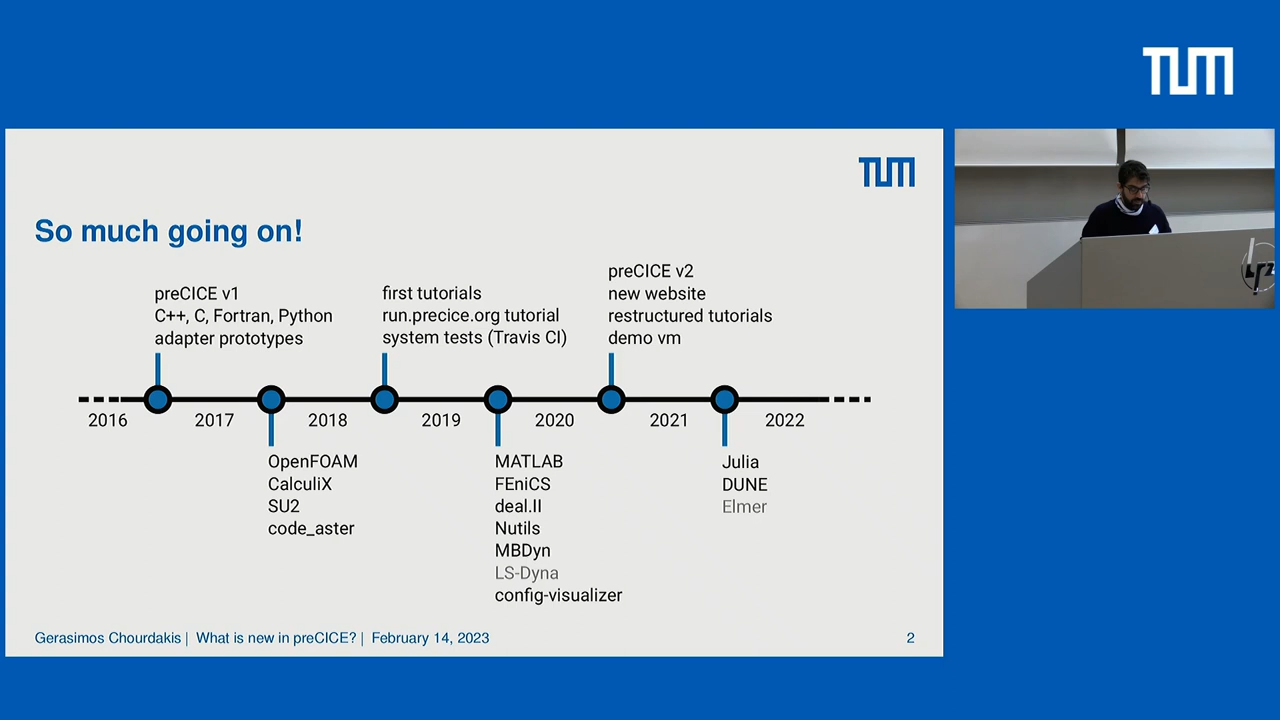 TUM
TUM
So much going on!
preCICE v1
C++, C, Fortran, Python
adapter prototypes
first tutorials
run.precice.org tutorial
system tests (Travis CI)
preCICE v2
new website
restructured tutorials
demo vm
2016
2017
2018
2019
2020
2021
2022
OpenFOAM
CalculiX
SU2
code_aster
MATLAB
FEniCS
deal.II
Nutils
MBDyn
LS-Dyna
config-visualizer
Julia
DUNE
Elmer
Gerasimos Chourdakis | What is new in preCICE? | February 14, 2023
2